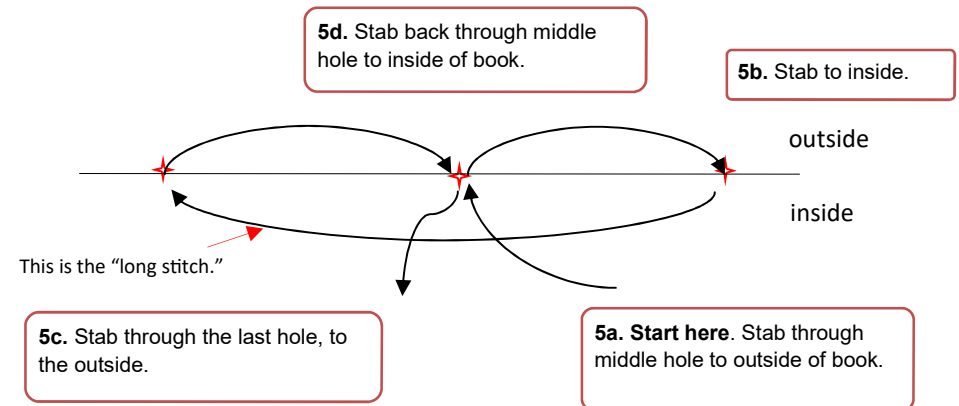 5d. Stab back through middle
hole to inside of book.
5b. Stab to inside.
outside
inside
This is the “long stitch.”
5c. Stab through the last hole, to
the outside.
5a. Start here. Stab through
middle hole to outside of book.